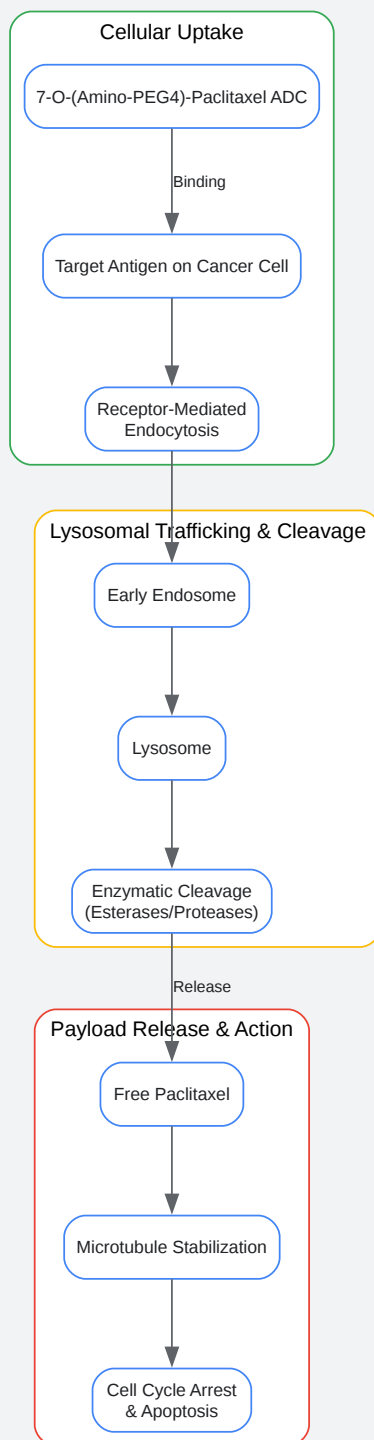 Cellular Uptake
7-O-(Amino-PEG4)-Paclitaxel ADC
Binding
Target Antigen on Cancer Cell
Receptor-Mediated
Endocytosis
Lysosomal Trafficking & Cleavage
Early Endosome
Lysosome
Enzymatic Cleavage
(Esterases/Proteases)
Release
Payload Release & Action
Free Paclitaxel
Microtubule Stabilization
Cell Cycle Arrest
& Apoptosis